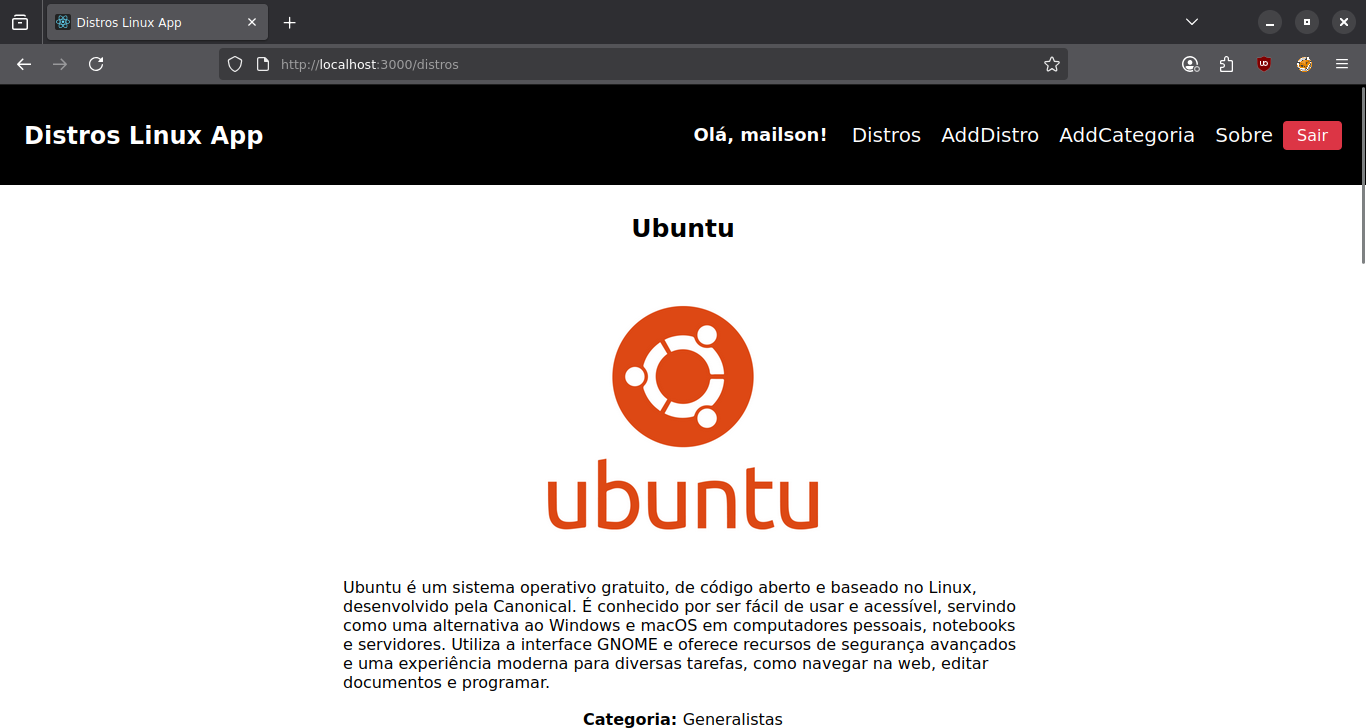 Distros Linux App
http://localhost:3000/distros
Distros Linux App
Olá, mailson! Distros AddDistro AddCategoria Sobre Sair
Ubuntu
ubuntu
Ubuntu é um sistema operativo gratuito, de código aberto e baseado no Linux,
desenvolvido pela Canonical. É conhecido por ser fácil de usar e acessível, servindo
como uma alternativa ao Windows e macOS em computadores pessoais, notebooks
e servidores. Utiliza a interface GNOME e oferece recursos de segurança avançados
e uma experiência moderna para diversas tarefas, como navegar na web, editar
documentos e programar.
Categoria: Generalistas